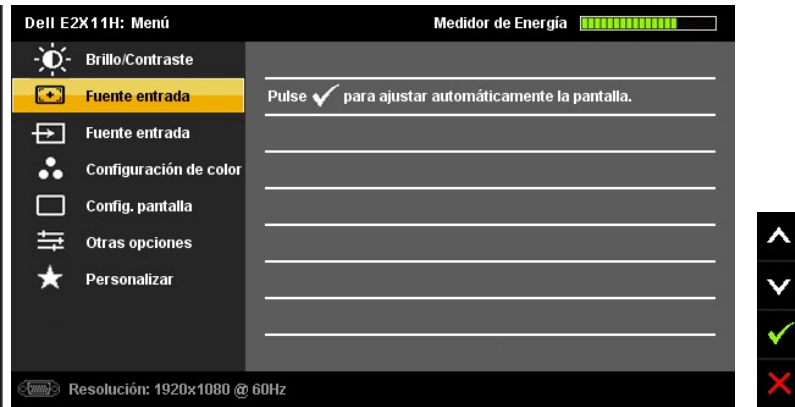 Dell E2X11H: Menú
Medidor de Energía
Brillo/Contraste
Fuente entrada
Pulse ✓ para ajustar automáticamente la pantalla.
Fuente entrada
Configuración de color
Config. pantalla
Otras opciones
Personalizar
Resolución: 1920x1080 @ 60Hz